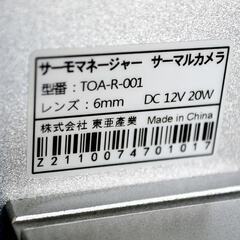 サーモマネージャー サーマルカメラ
型番：TOA-R-001
レンズ：6mm DC 12V 20W
株式会社 東亜産業 Made in China
Z2110074701017